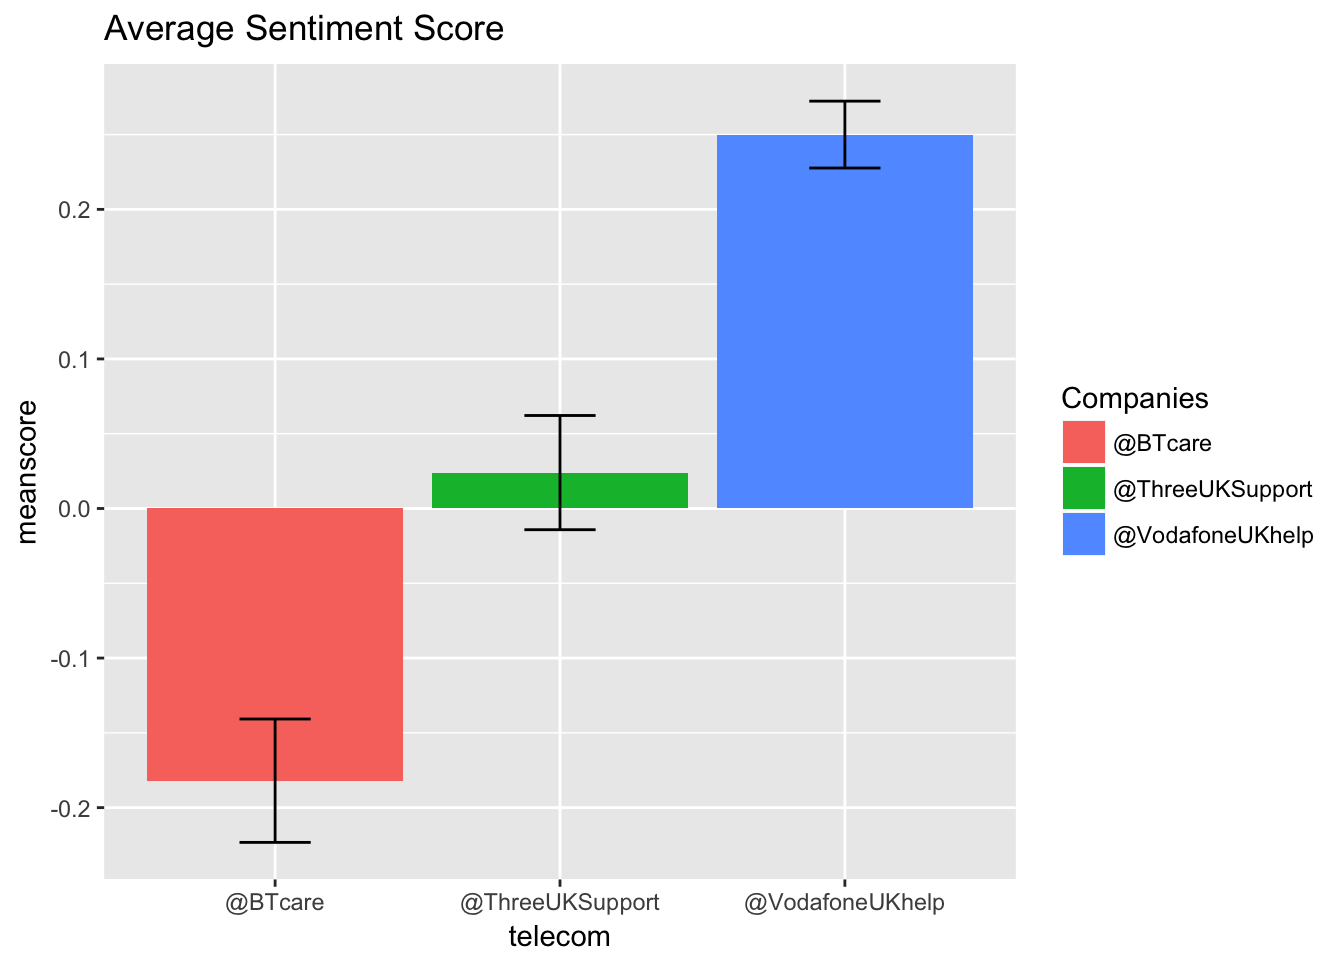 Average Sentiment Score
meanscore
0.2
0.1
0.0
-0.1
-0.2
@BTcare
@ThreeUKSupport
@VodafoneUKhelp
telecom
Companies
@BTcare
@ThreeUKSupport
@VodafoneUKhelp